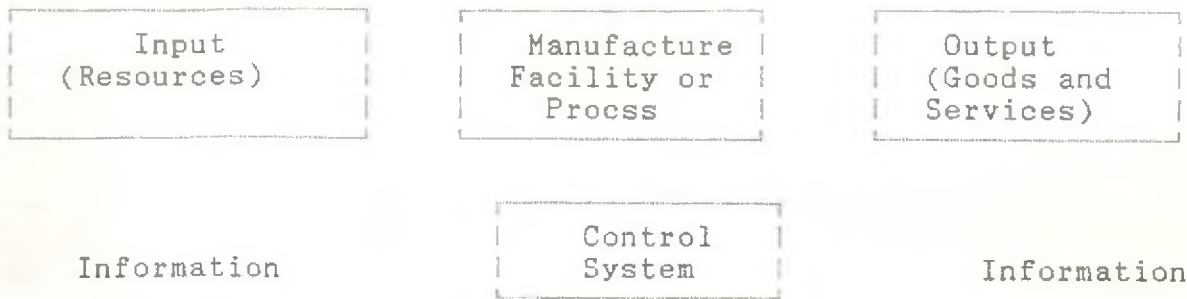 Input
(Resources)
Manufacture
Facility or
Procss
Output
(Goods and
Services)
Information
Control
System
Information